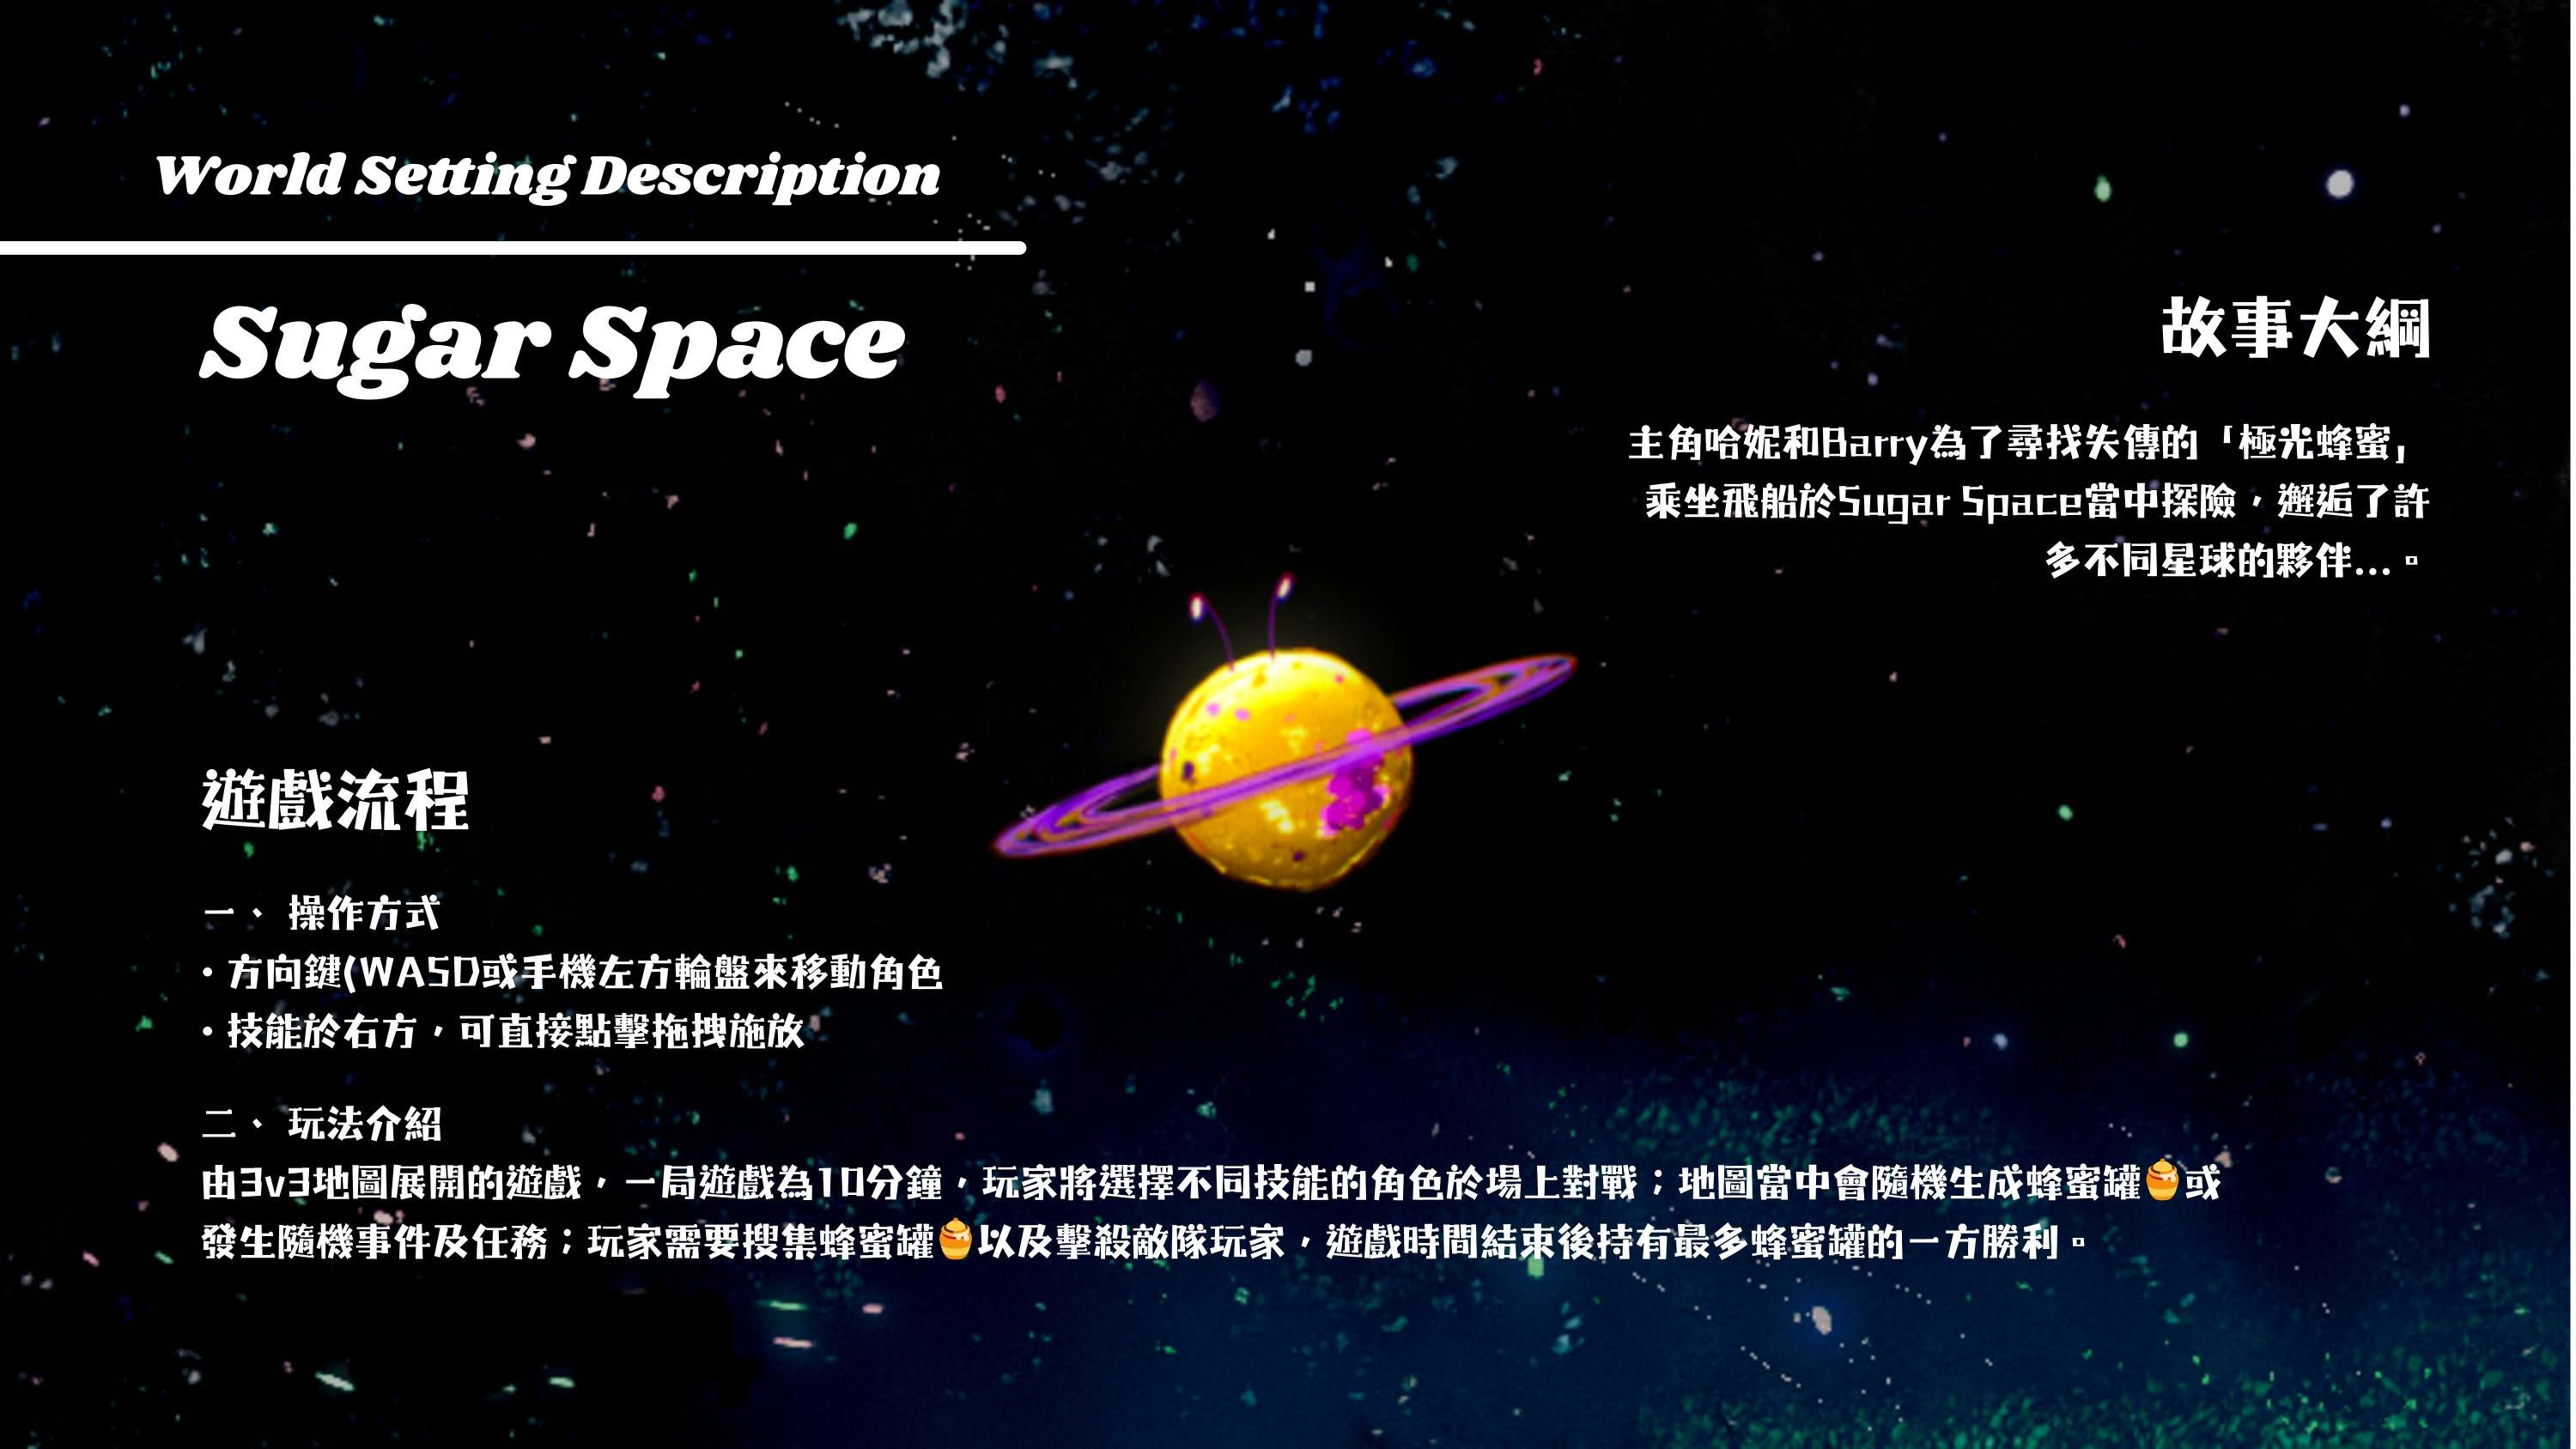 World Setting Description
Sugar Space
故事大綱
主角哈妮和Barry為了尋找失傳的「極光蜂蜜」
乘坐飛船於Sugar Space當中探險，邂逅了許
多不同星球的夥伴...。
遊戲流程
一、 操作方式
• 方向鍵(WASD或手機左方輪盤來移動角色
• 技能於右方，可直接點擊拖拽施放
二、 玩法介紹
由3v3地圖展開的遊戲，一局遊戲為10分鐘，玩家將選擇不同技能的角色於場上對戰；地圖當中會隨機生成蜂蜜罐🍯或
發生隨機事件及任務；玩家需要搜集蜂蜜罐🍯以及擊殺敵隊玩家，遊戲時間結束後持有最多蜂蜜罐的一方勝利。